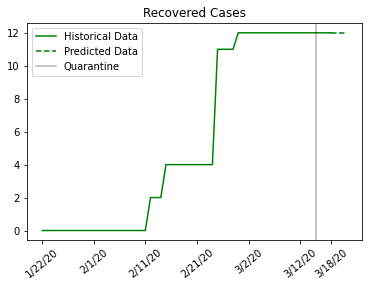 Recovered Cases
Historical Data
Predicted Data
Quarantine
12
10
8
6
4
2
0
1/22/20 2/1/20 2/11/20 2/21/20 3/2/20 3/12/20 3/18/20